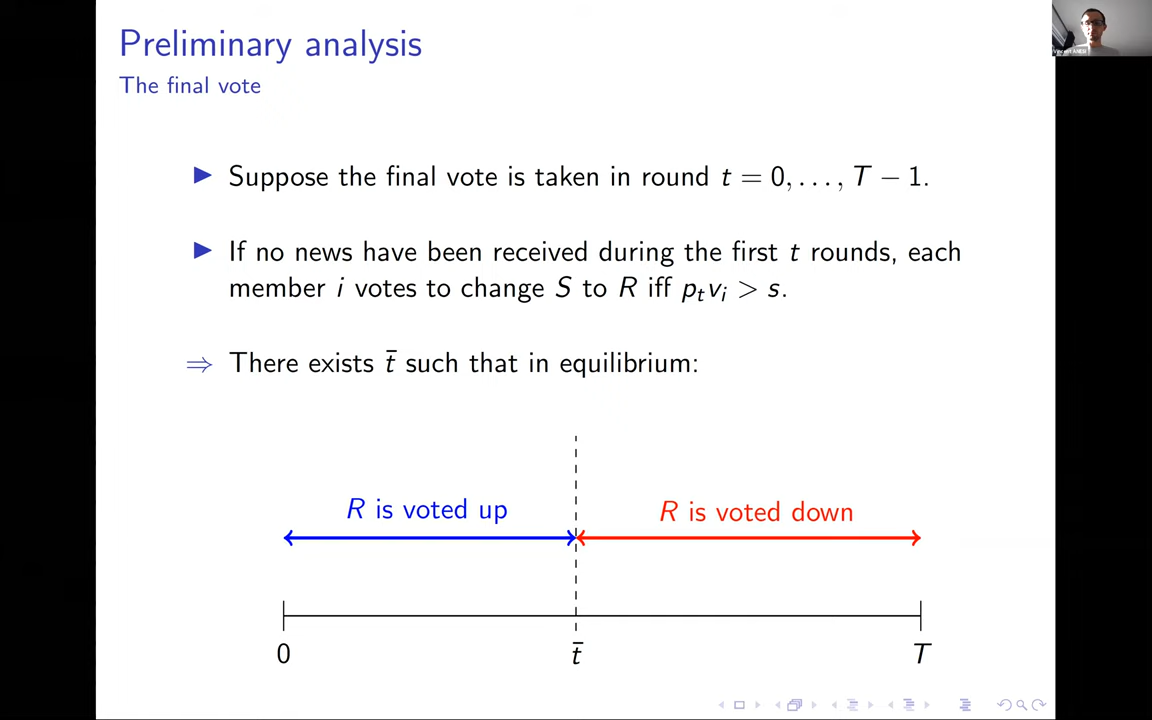 Preliminary analysis
The final vote
▶ Suppose the final vote is taken in round t = 0, . . . , T − 1.
▶ If no news have been received during the first t rounds, each
member i votes to change S to R iff pₜvᵢ > s.
⇒ There exists t̄ such that in equilibrium:
R is voted up
R is voted down
0
t̄
T